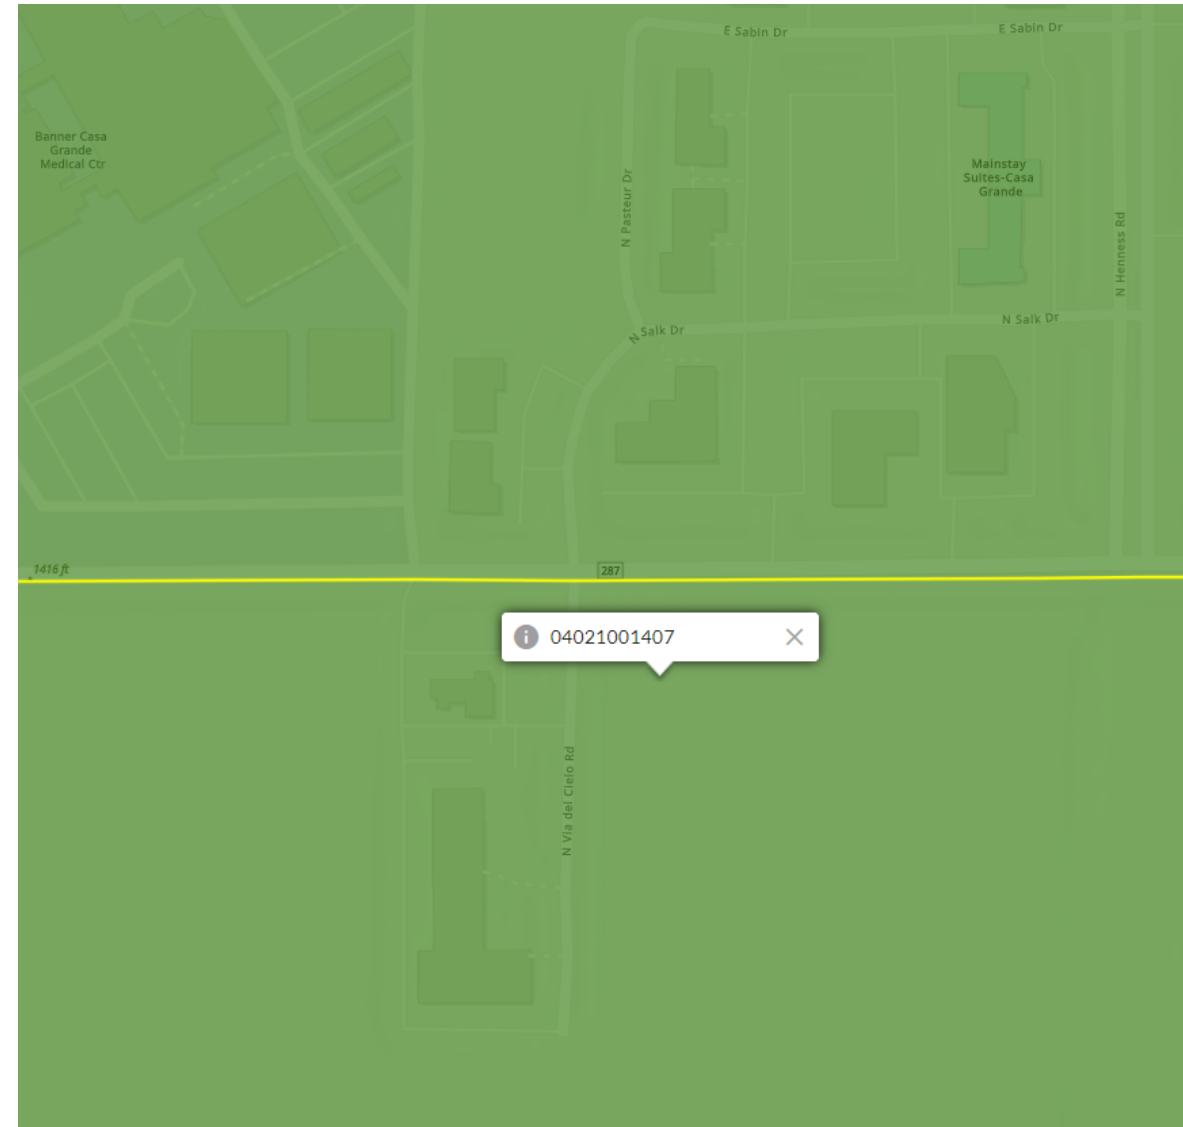 E Sabin Dr
E Sabin Dr
Banner Casa
Grande
Medical Ctr
Mainstay
Suites-Casa
Grande
N Pasteur Dr
N Henness Rd
N Salk Dr
N Salk Dr
1416 ft
287
04021001407
N Via del Cielo Rd